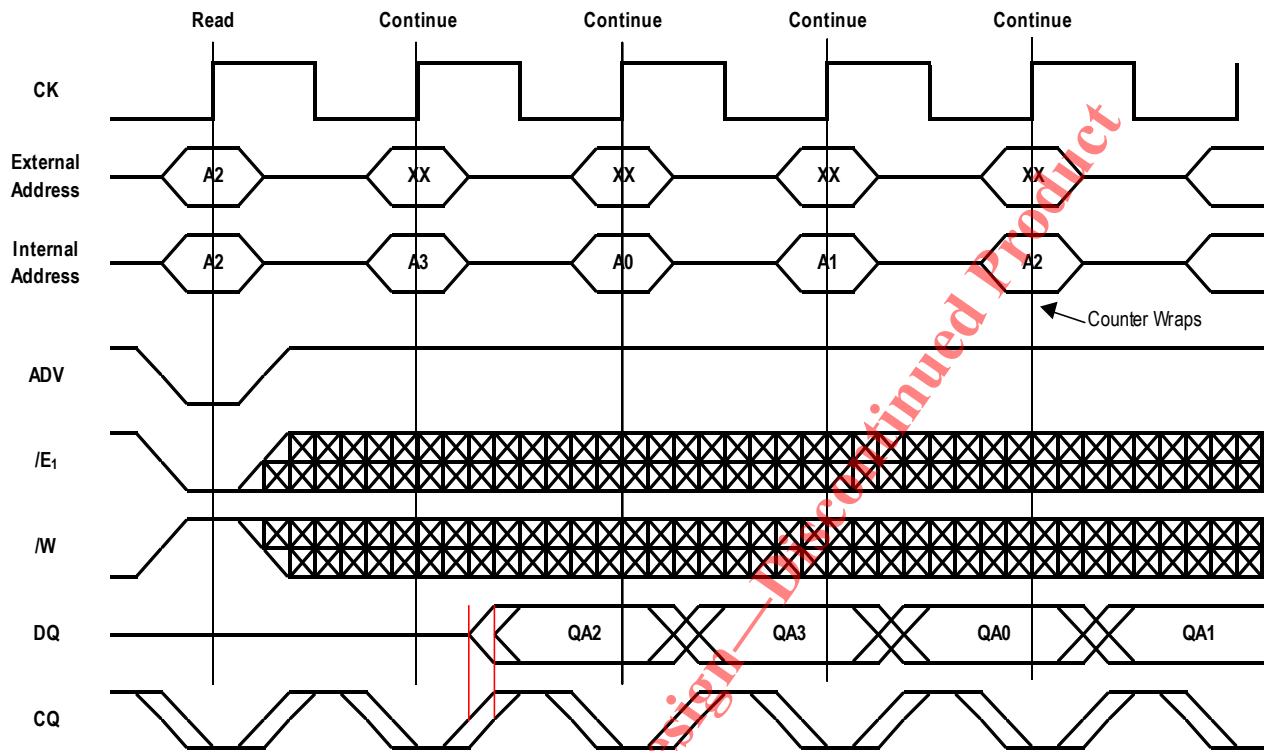 Read Continue Continue Continue Continue
CK
External Address A2 XX XX XX XX
Internal Address A2 A3 A0 A1 A2
Counter Wraps
ADV
/E1
/W
DQ QA2 QA3 QA0 QA1
CQ
esign—Discontinued Product